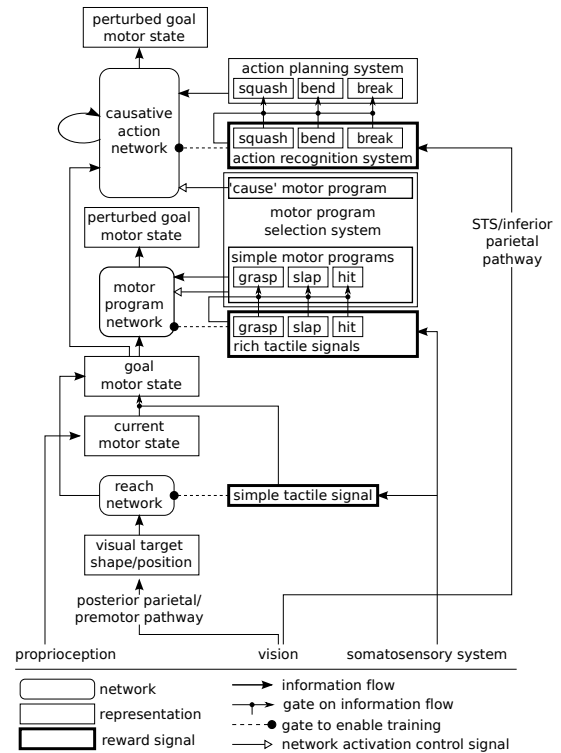 perturbed goal
motor state
action planning system
squash bend break
causative
action
network
squash bend break
action recognition system
'cause' motor program
motor program
selection system
perturbed goal
motor state
STS/inferior
parietal
pathway
simple motor programs
grasp slap hit
motor
program
network
grasp slap hit
rich tactile signals
goal
motor state
current
motor state
reach
network
simple tactile signal
visual target
shape/position
posterior parietal/
premotor pathway
proprioception vision somatosensory system
network
representation
reward signal
information flow
gate on information flow
gate to enable training
network activation control signal